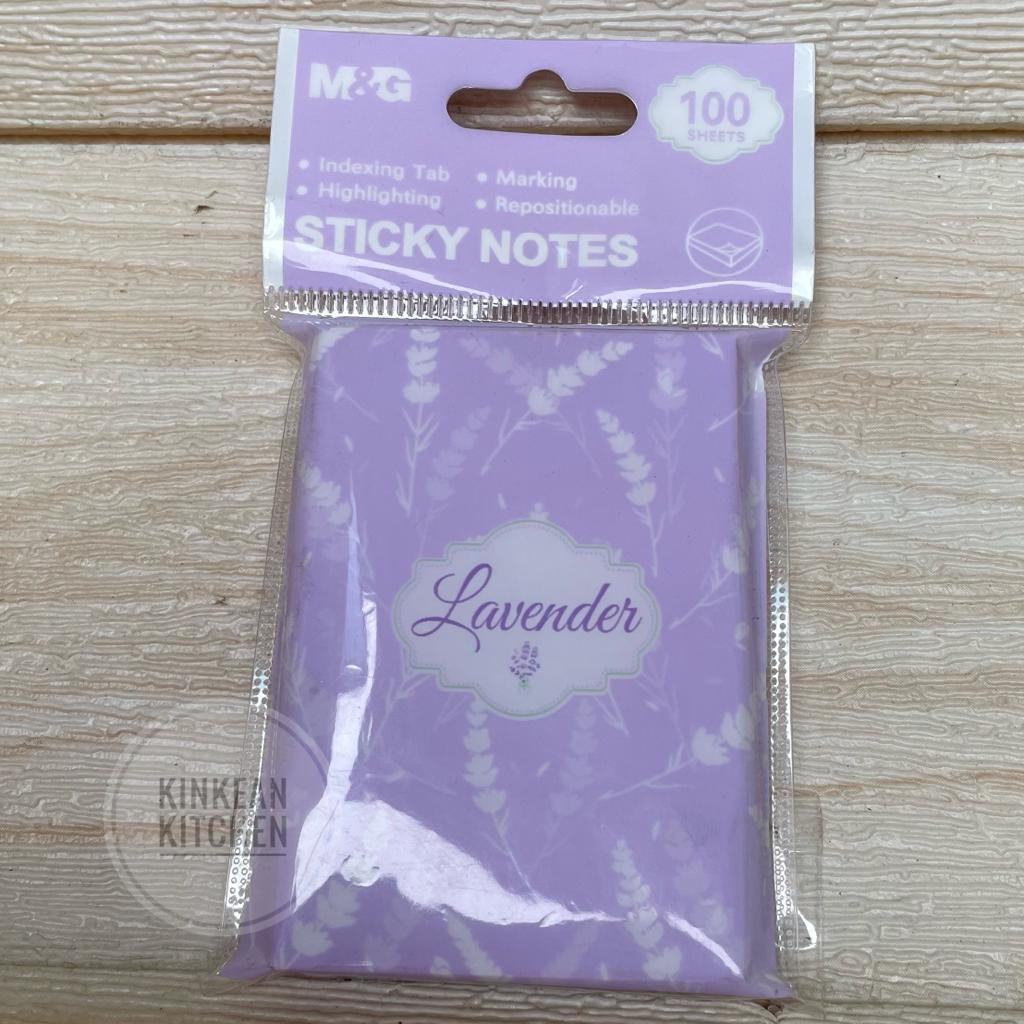 M&G
100
SHEETS
• Indexing Tab • Marking
• Highlighting • Repositionable
STICKY NOTES
Lavender
KINKEAN
KITCHEN